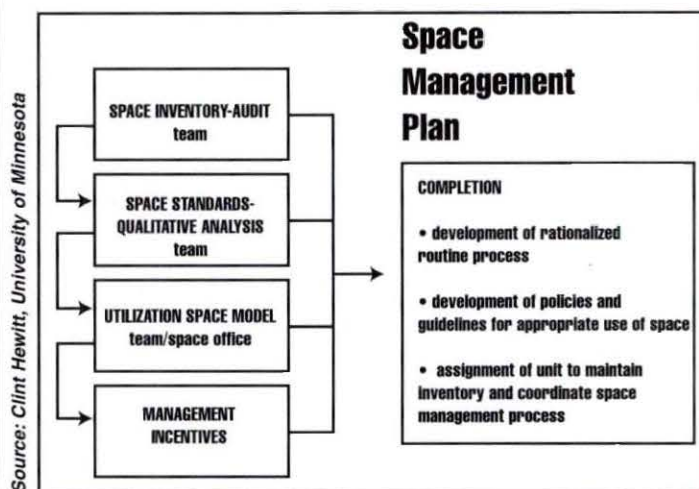 Space
Management
Plan
SPACE INVENTORY-AUDIT
team
SPACE STANDARDS-
QUALITATIVE ANALYSIS
team
UTILIZATION SPACE MODEL
team/space office
MANAGEMENT
INCENTIVES
COMPLETION
• development of rationalized
routine process
• development of policies and
guidelines for appropriate use of space
• assignment of unit to maintain
inventory and coordinate space
management process
Source: Clint Hewitt, University of Minnesota